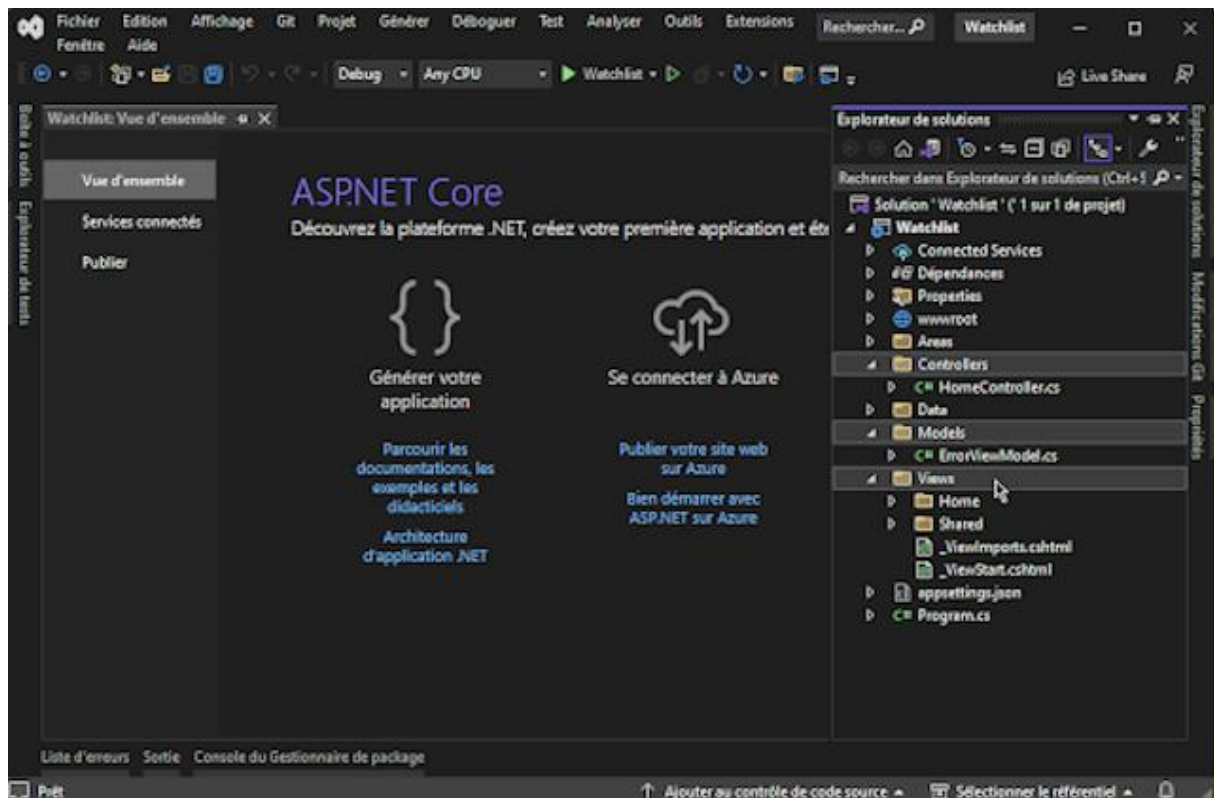 Fichier Edition Affichage Git Projet Générer Déboguer Test Analyser Outils Extensions Rechercher... Watchlist
Fenêtre Aide
Debug Any CPU Watchlist Live Share
Boîte à outils
Explorateur de tests
Watchlist: Vue d'ensemble
Vue d'ensemble
Services connectés
Publier
ASP.NET Core
Découvrez la plateforme .NET, créez votre première application et éte
{ }
Générer votre
application
Parcourir les
documentations, les
exemples et les
didacticiels
Architecture
d'application .NET
Se connecter à Azure
Publier votre site web
sur Azure
Bien démarrer avec
ASP.NET sur Azure
Explorateur de solutions
Rechercher dans Explorateur de solutions (Ctrl+$
Solution 'Watchlist ' (' 1 sur 1 de projet)
Watchlist
Connected Services
Dépendances
Properties
wwwroot
Areas
Controllers
C# HomeController.cs
Data
Models
C# ErrorViewModel.cs
Views
Home
Shared
_ViewImports.cshtml
_ViewStart.cshtml
appsettings.json
C# Program.cs
Explorateur de solutions
Modifications Git
Propriétés
Liste d'erreurs Sortie Console du Gestionnaire de package
Prêt Ajouter au contrôle de code source Sélectionner le référentiel